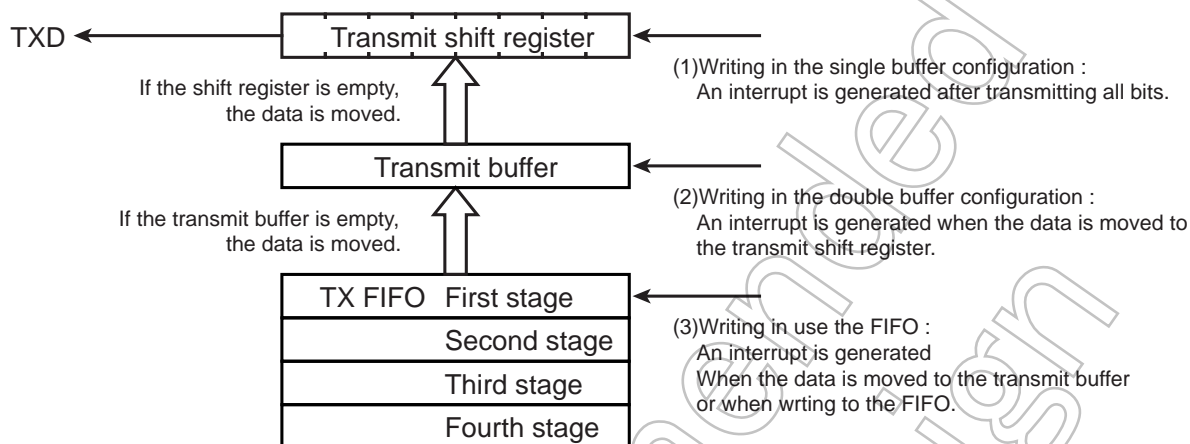 TXD
Transmit shift register
(1)Writing in the single buffer configuration :
An interrupt is generated after transmitting all bits.
If the shift register is empty,
the data is moved.
Transmit buffer
(2)Writing in the double buffer configuration :
An interrupt is generated when the data is moved to
the transmit shift register.
If the transmit buffer is empty,
the data is moved.
TX FIFO First stage
Second stage
Third stage
Fourth stage
(3)Writing in use the FIFO :
An interrupt is generated
When the data is moved to the transmit buffer
or when wrting to the FIFO.